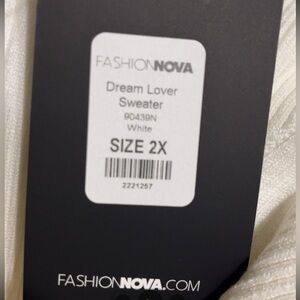 FASHIONNOVA
Dream Lover
Sweater
90439N
White
SIZE 2X
2221257
FASHIONNOVA.COM